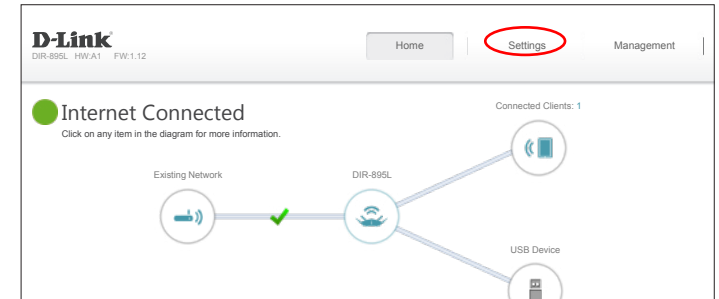 D-Link
DIR-895L HW:A1 FW:1.12
Home
Settings
Management
Internet Connected
Click on any item in the diagram for more information.
Connected Clients: 1
Existing Network
DIR-895L
USB Device